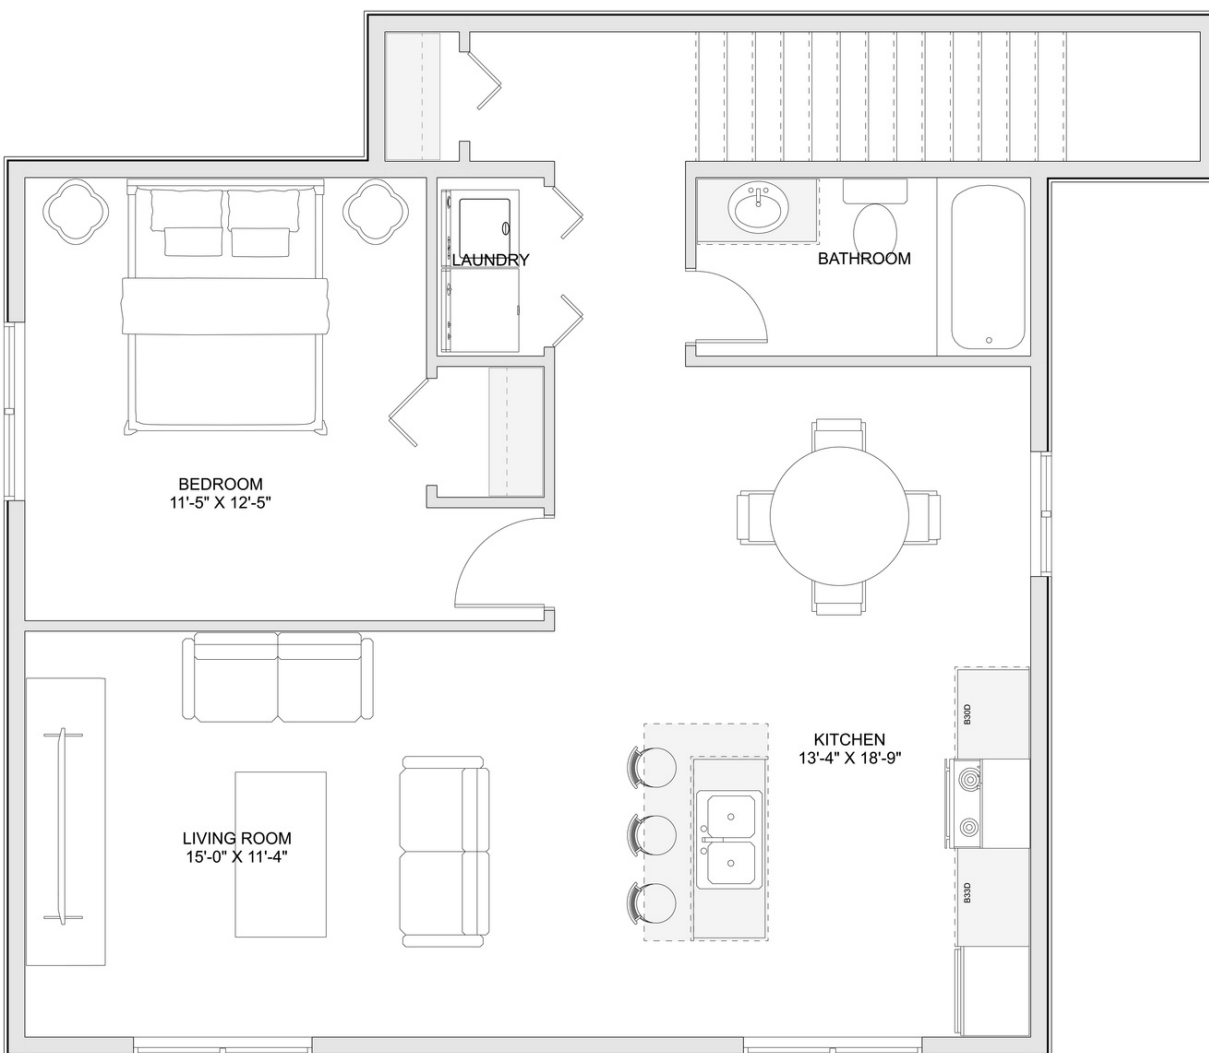 LAUNDRY
BATHROOM
BEDROOM
11'-5" X 12'-5"
B30D
KITCHEN
13'-4" X 18'-9"
LIVING ROOM
15'-0" X 11'-4"
B33D